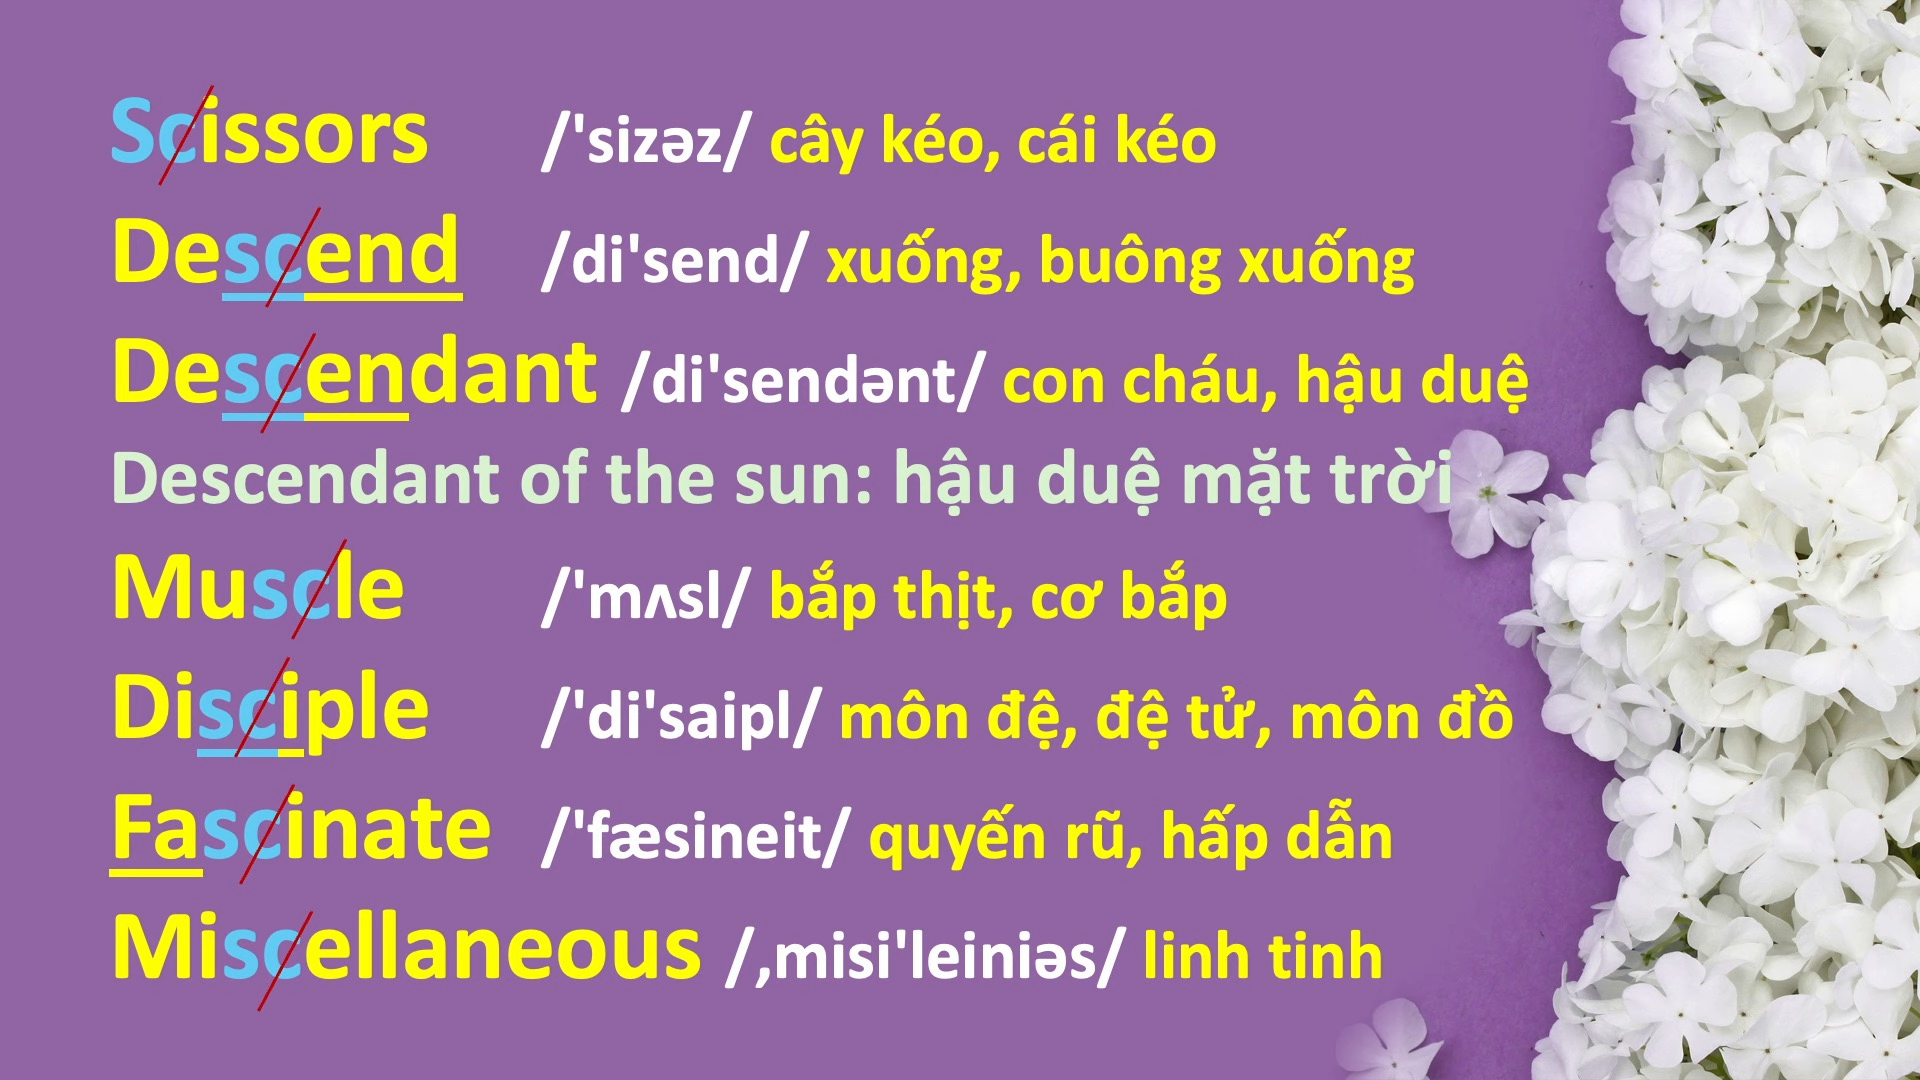 Scissors /'sizəz/ cây kéo, cái kéo
Descend /di'send/ xuống, buông xuống
Descendant /di'sendənt/ con cháu, hậu duệ
Descendant of the sun: hậu duệ mặt trời
Muscle /'mʌsl/ bắp thịt, cơ bắp
Disciple /'di'saipl/ môn đệ, đệ tử, môn đồ
Fascinate /'fæsineit/ quyến rũ, hấp dẫn
Miscellaneous /,misi'leiniəs/ linh tinh